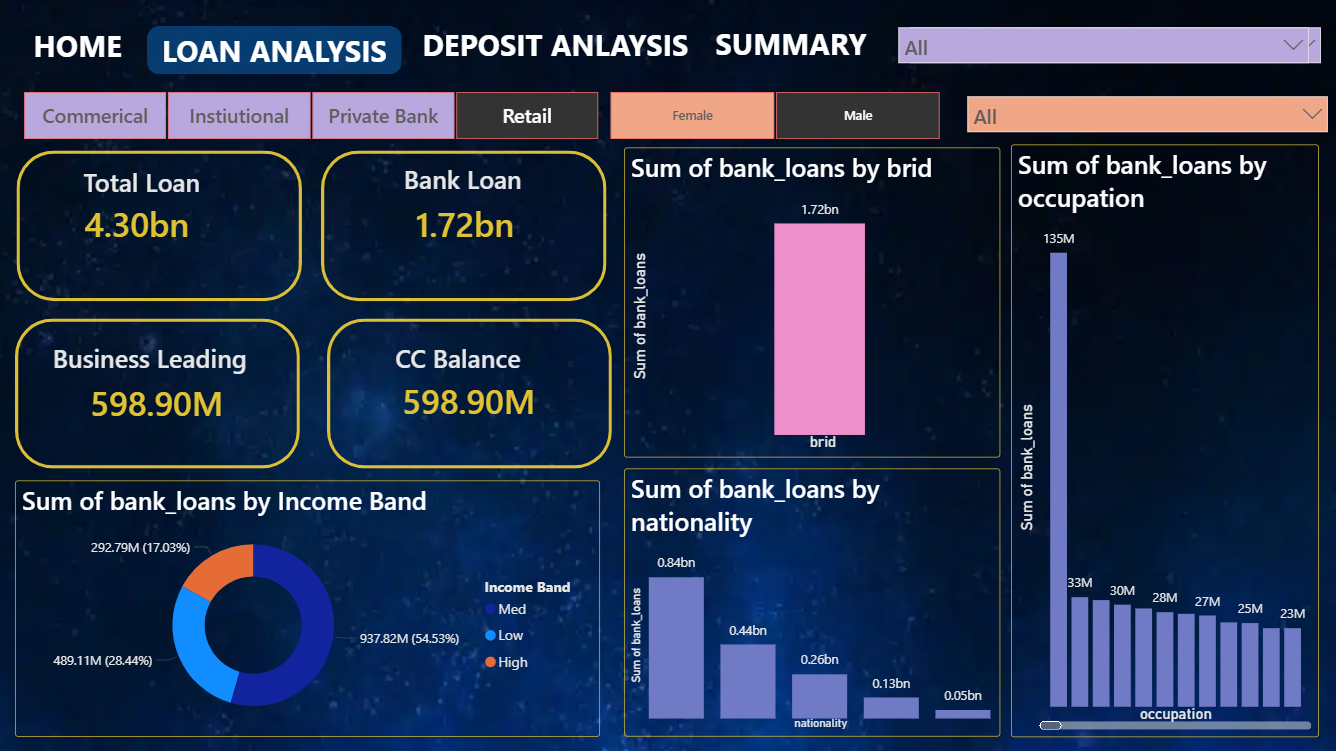 HOME
LOAN ANALYSIS
DEPOSIT ANLAYSIS
SUMMARY
All
Commerical
Instiutional
Private Bank
Retail
Female
Male
All
Total Loan
4.30bn
Bank Loan
1.72bn
Business Leading
598.90M
CC Balance
598.90M
Sum of bank_loans by Income Band
292.79M (17.03%)
489.11M (28.44%)
937.82M (54.53%)
Income Band
Med
Low
High
Sum of bank_loans by brid
1.72bn
Sum of bank_loans
brid
Sum of bank_loans by
nationality
Sum of bank_loans
0.84bn
0.44bn
0.26bn
0.13bn
0.05bn
nationality
Sum of bank_loans by
occupation
Sum of bank_loans
135M
33M
30M
28M
27M
25M
23M
occupation